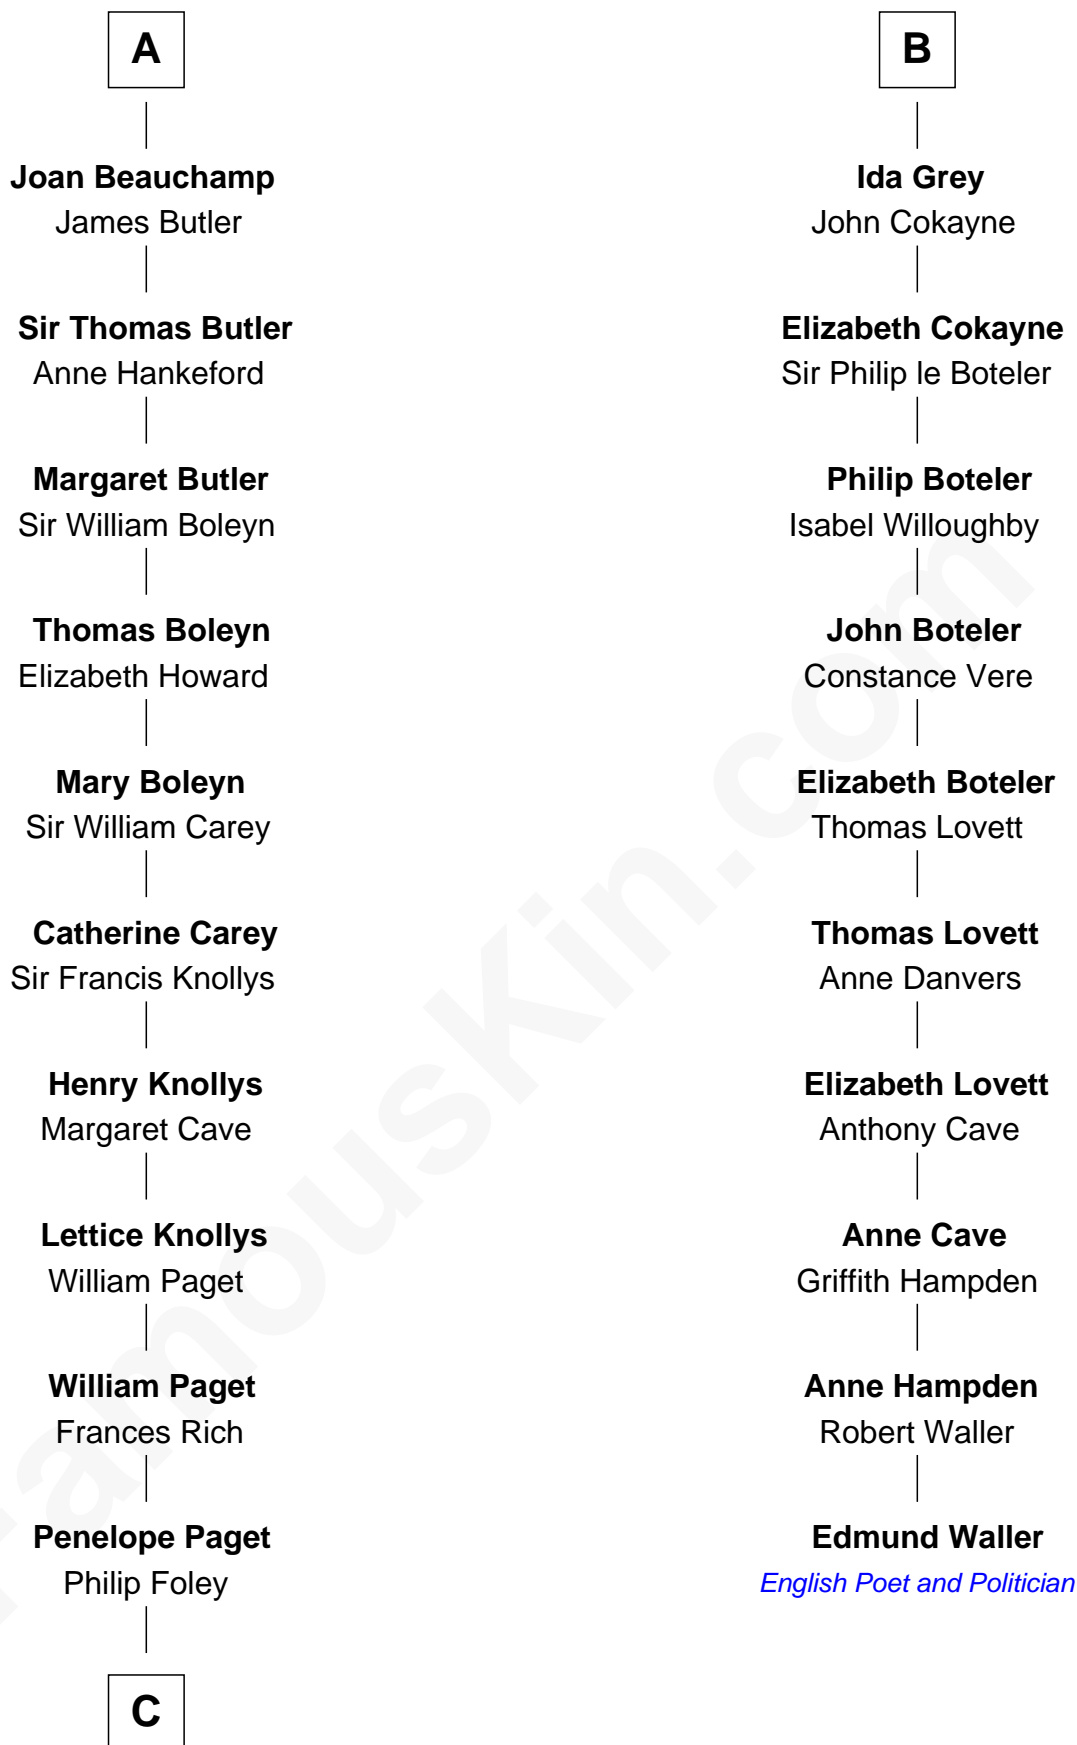 A
Joan Beauchamp
James Butler
Sir Thomas Butler
Anne Hankeford
Margaret Butler
Sir William Boleyn
Thomas Boleyn
Elizabeth Howard
Mary Boleyn
Sir William Carey
Catherine Carey
Sir Francis Knollys
Henry Knollys
Margaret Cave
Lettice Knollys
William Paget
William Paget
Frances Rich
Penelope Paget
Philip Foley
C
B
Ida Grey
John Cokayne
Elizabeth Cokayne
Sir Philip le Boteler
Philip Boteler
Isabel Willoughby
John Boteler
Constance Vere
Elizabeth Boteler
Thomas Lovett
Thomas Lovett
Anne Danvers
Elizabeth Lovett
Anthony Cave
Anne Cave
Griffith Hampden
Anne Hampden
Robert Waller
Edmund Waller
English Poet and Politician
FamousKin.com